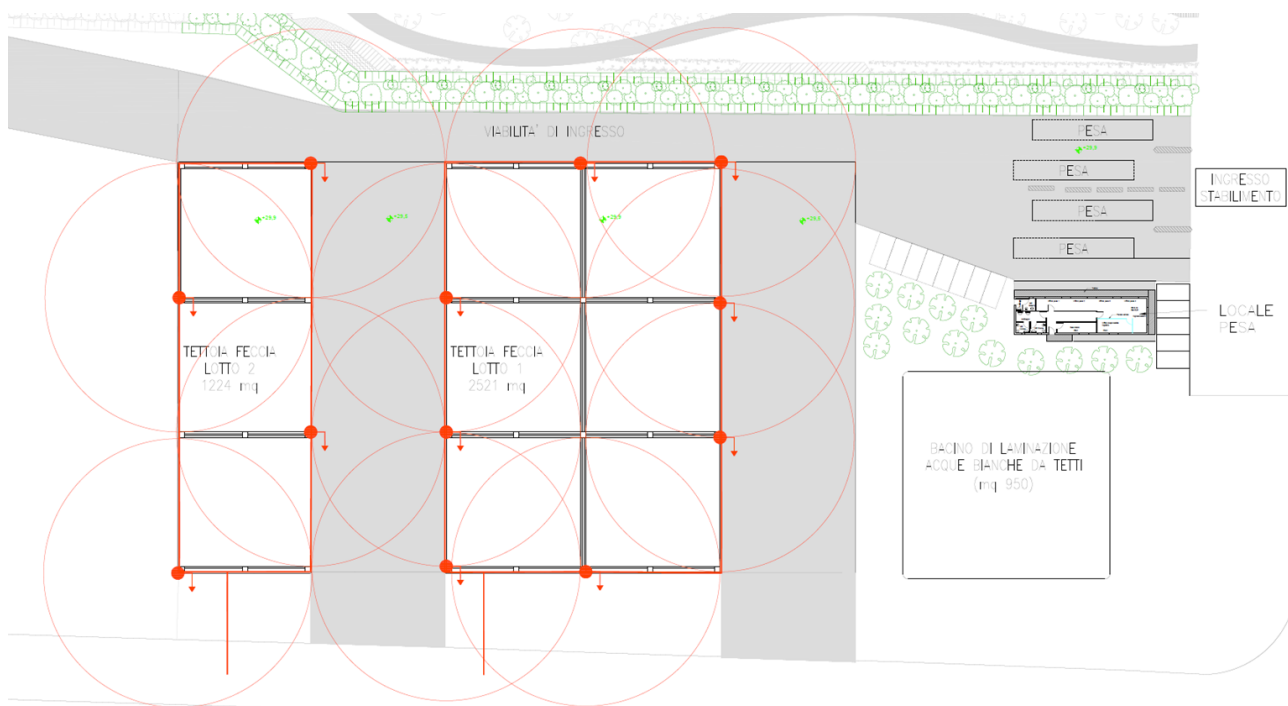 VIABILITA' DI INGRESSO
PESA
PESA
PESA
PESA
INGRESSO
STABILIMENTO
TETTOIA FECCIA
LOTTO 2
1224 mq
TETTOIA FECCIA
LOTTO 1
2521 mq
LOCALE
PESA
BACINO DI LAMINAZIONE
ACQUE BIANCHE DA TETTI
(mq 950)